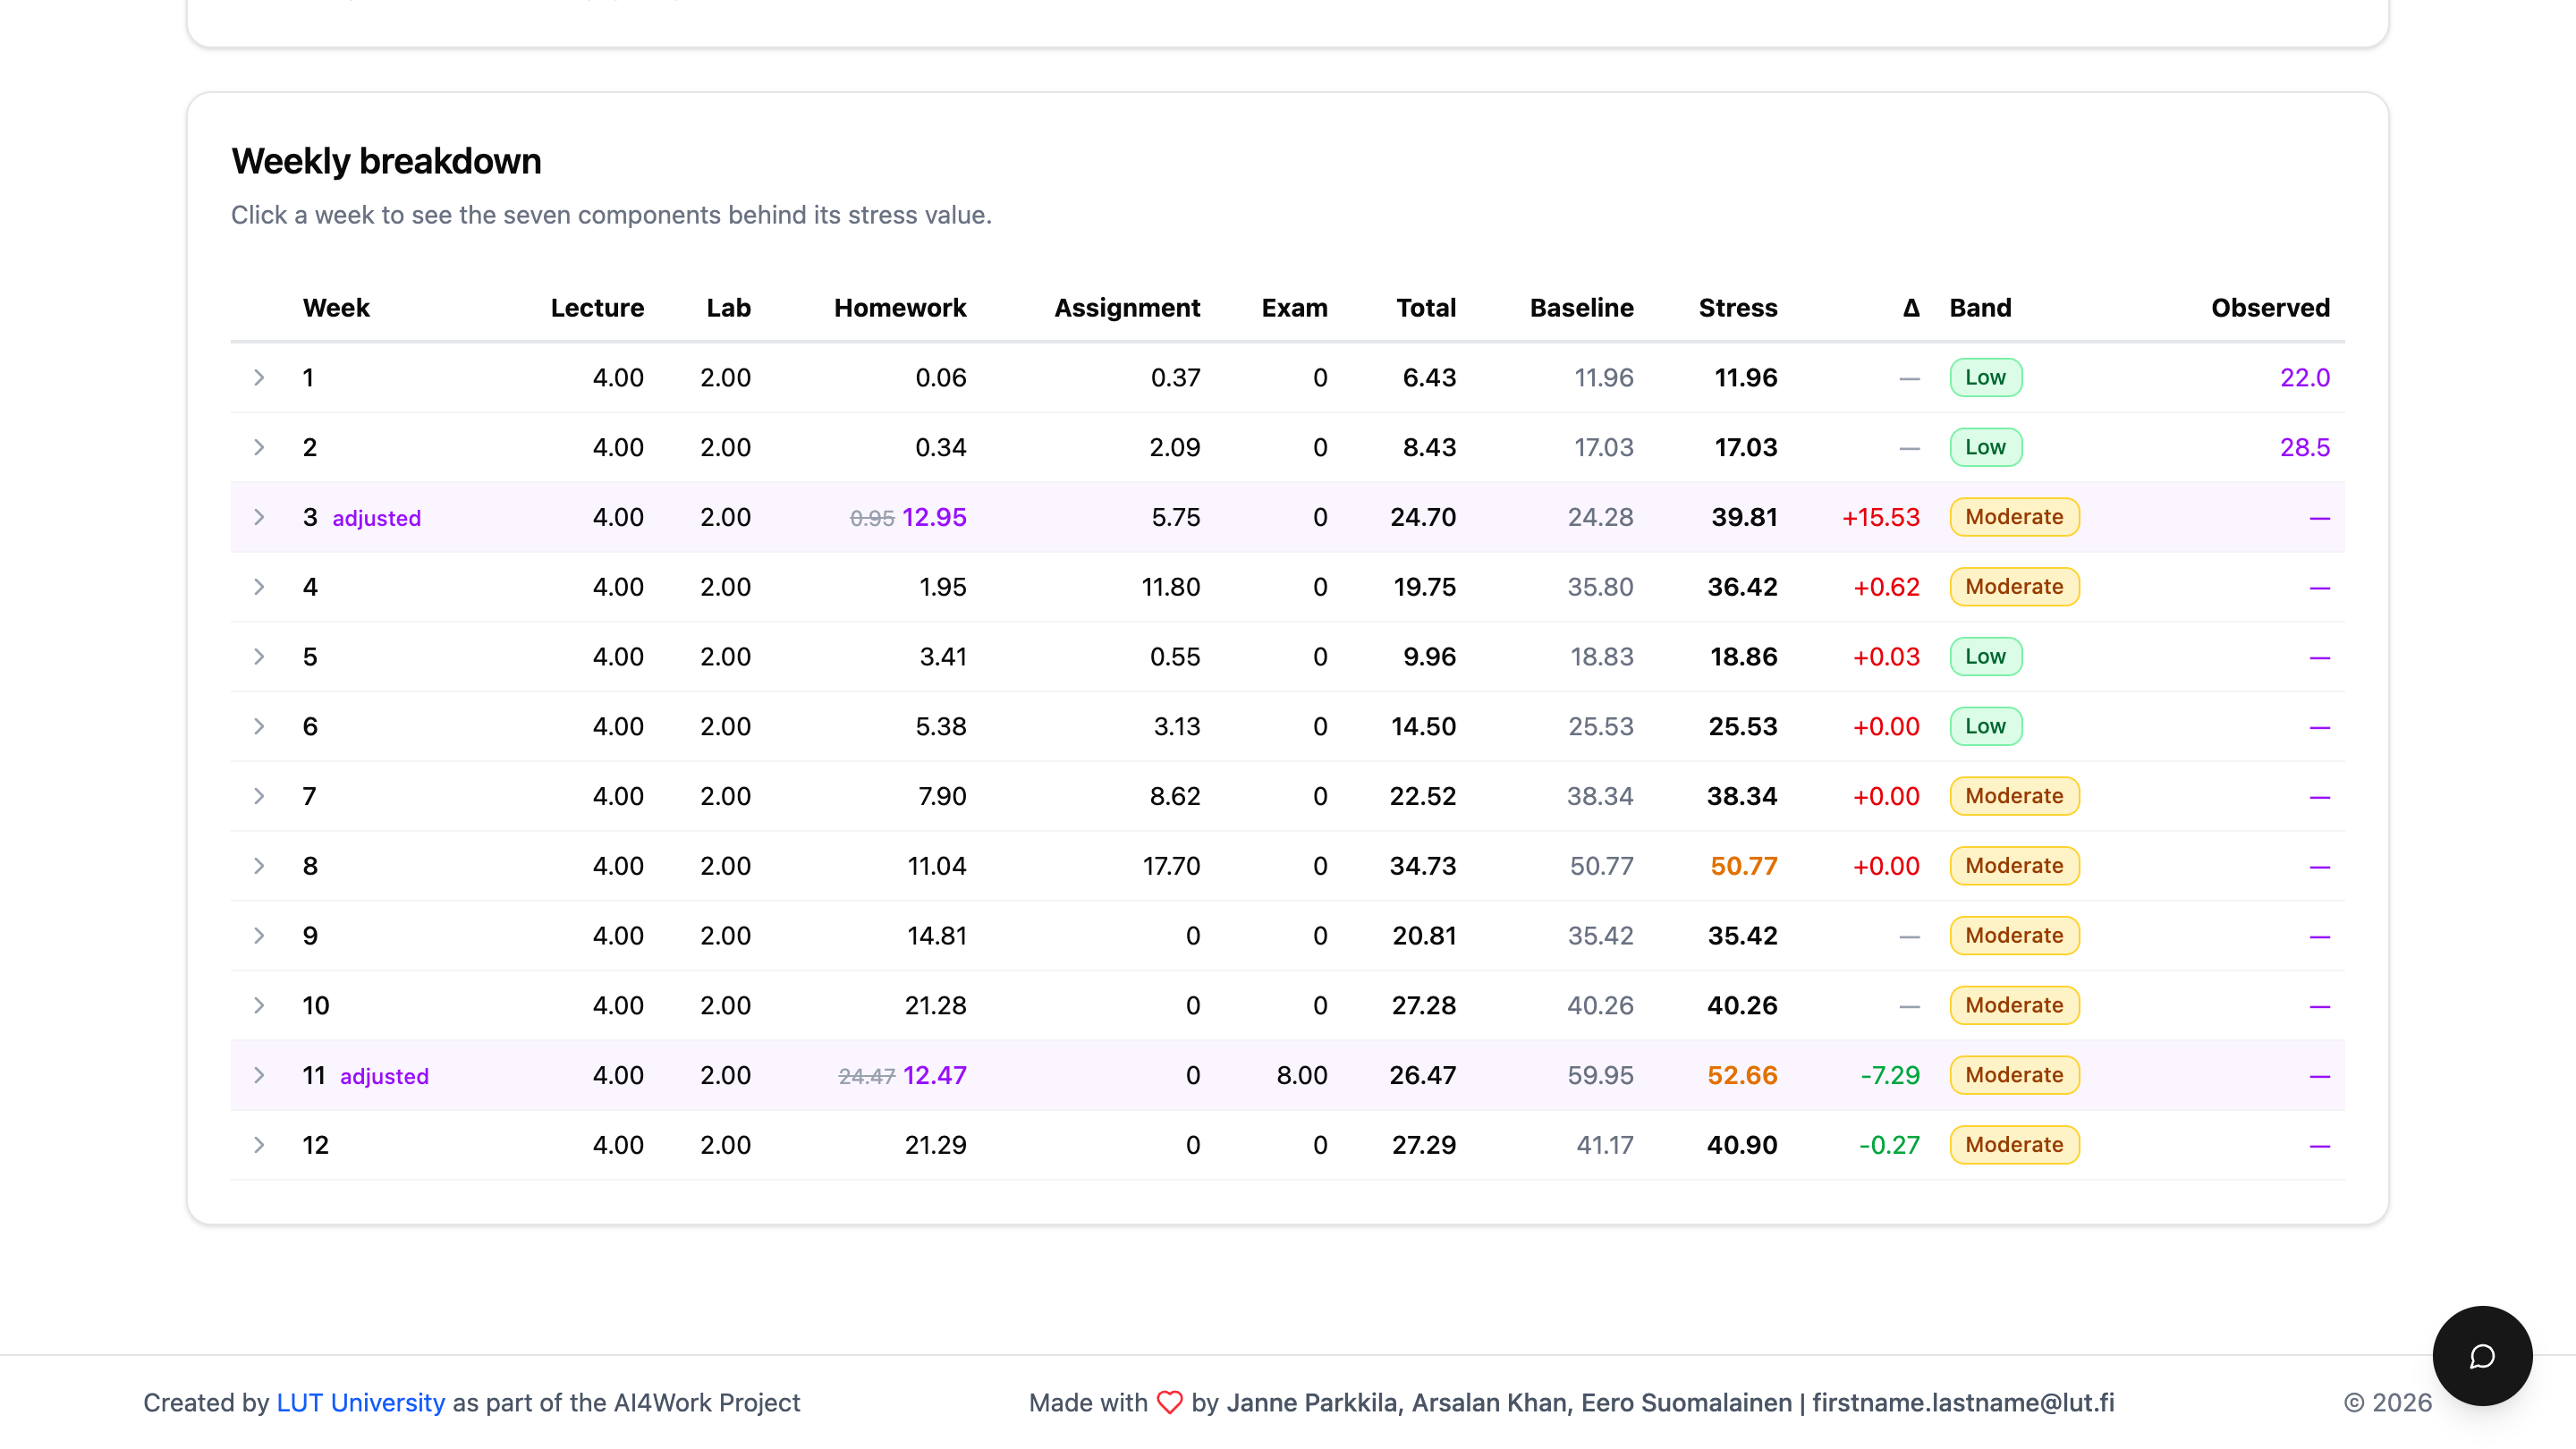 Weekly breakdown
Click a week to see the seven components behind its stress value.
Week Lecture Lab Homework Assignment Exam Total Baseline Stress Δ Band Observed
1 4.00 2.00 0.06 0.37 0 6.43 11.96 11.96 — Low 22.0
2 4.00 2.00 0.34 2.09 0 8.43 17.03 17.03 — Low 28.5
3 adjusted 4.00 2.00 0.95 12.95 5.75 0 24.70 24.28 39.81 +15.53 Moderate —
4 4.00 2.00 1.95 11.80 0 19.75 35.80 36.42 +0.62 Moderate —
5 4.00 2.00 3.41 0.55 0 9.96 18.83 18.86 +0.03 Low —
6 4.00 2.00 5.38 3.13 0 14.50 25.53 25.53 +0.00 Low —
7 4.00 2.00 7.90 8.62 0 22.52 38.34 38.34 +0.00 Moderate —
8 4.00 2.00 11.04 17.70 0 34.73 50.77 50.77 +0.00 Moderate —
9 4.00 2.00 14.81 0 0 20.81 35.42 35.42 — Moderate —
10 4.00 2.00 21.28 0 0 27.28 40.26 40.26 — Moderate —
11 adjusted 4.00 2.00 24.47 12.47 0 8.00 26.47 59.95 52.66 -7.29 Moderate —
12 4.00 2.00 21.29 0 0 27.29 41.17 40.90 -0.27 Moderate —
Created by LUT University as part of the AI4Work Project
Made with ♡ by Janne Parkkila, Arsalan Khan, Eero Suomalainen | firstname.lastname@lut.fi
© 2026